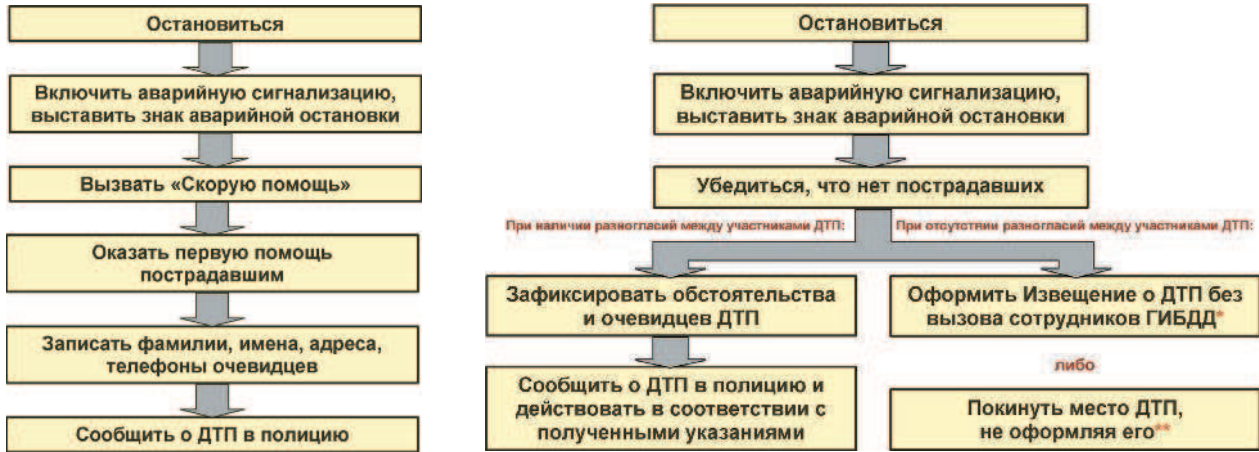 Остановиться
Включить аварийную сигнализацию,
выставить знак аварийной остановки
Вызвать «Скорую помощь»
Оказать первую помощь
пострадавшим
Записать фамилии, имена, адреса,
телефоны очевидцев
Сообщить о ДТП в полицию
Остановиться
Включить аварийную сигнализацию,
выставить знак аварийной остановки
Убедиться, что нет пострадавших
При наличии разногласий между участниками ДТП:
Зафиксировать обстоятельства
и очевидцев ДТП
Сообщить о ДТП в полицию и
действовать в соответствии с
полученными указаниями
При отсутствии разногласий между участниками ДТП:
Оформить Извещение о ДТП без
вызова сотрудников ГИБДД*
либо
Покинуть место ДТП,
не оформляя его**